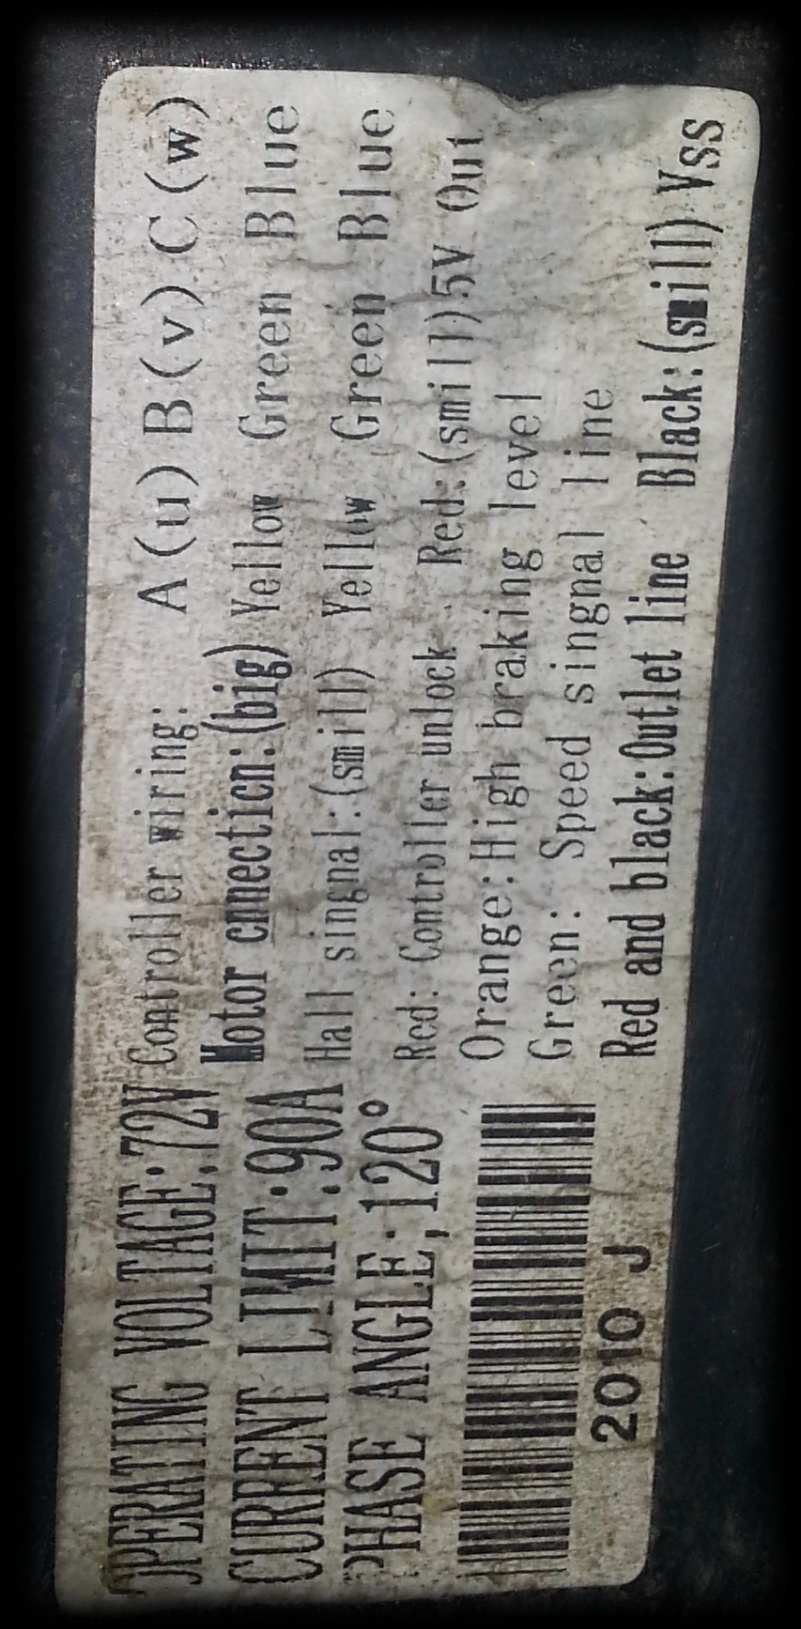 OPERATING VOLTAGE:72V
CURRENT LIMIT:90A
PHASE ANGLE;120°
2010 J
Controller wiring: A(u) B(v) C(w)
Motor cnnection:(big) Yellow Green Blue
Hall singnal:(smill) Yellow Green Blue
Red: Controller unlock Red:(smill)5V Out
Orange:High braking level
Green: Speed singnal line
Red and black:Outlet line Black:(smill) Vss